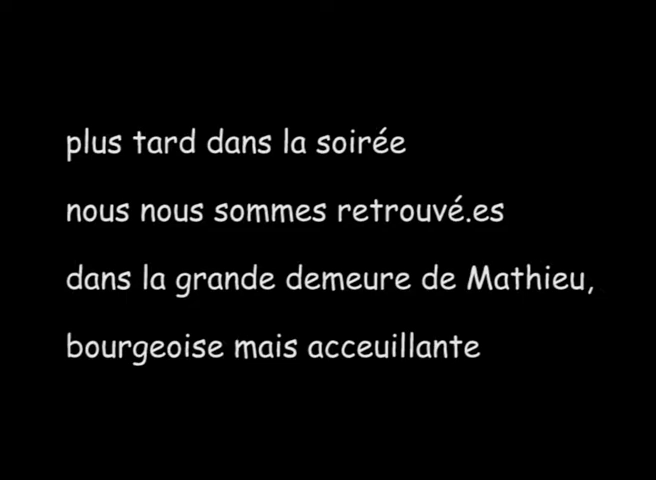 plus tard dans la soirée
nous nous sommes retrouvé.es
dans la grande demeure de Mathieu,
bourgeoise mais acceuillante